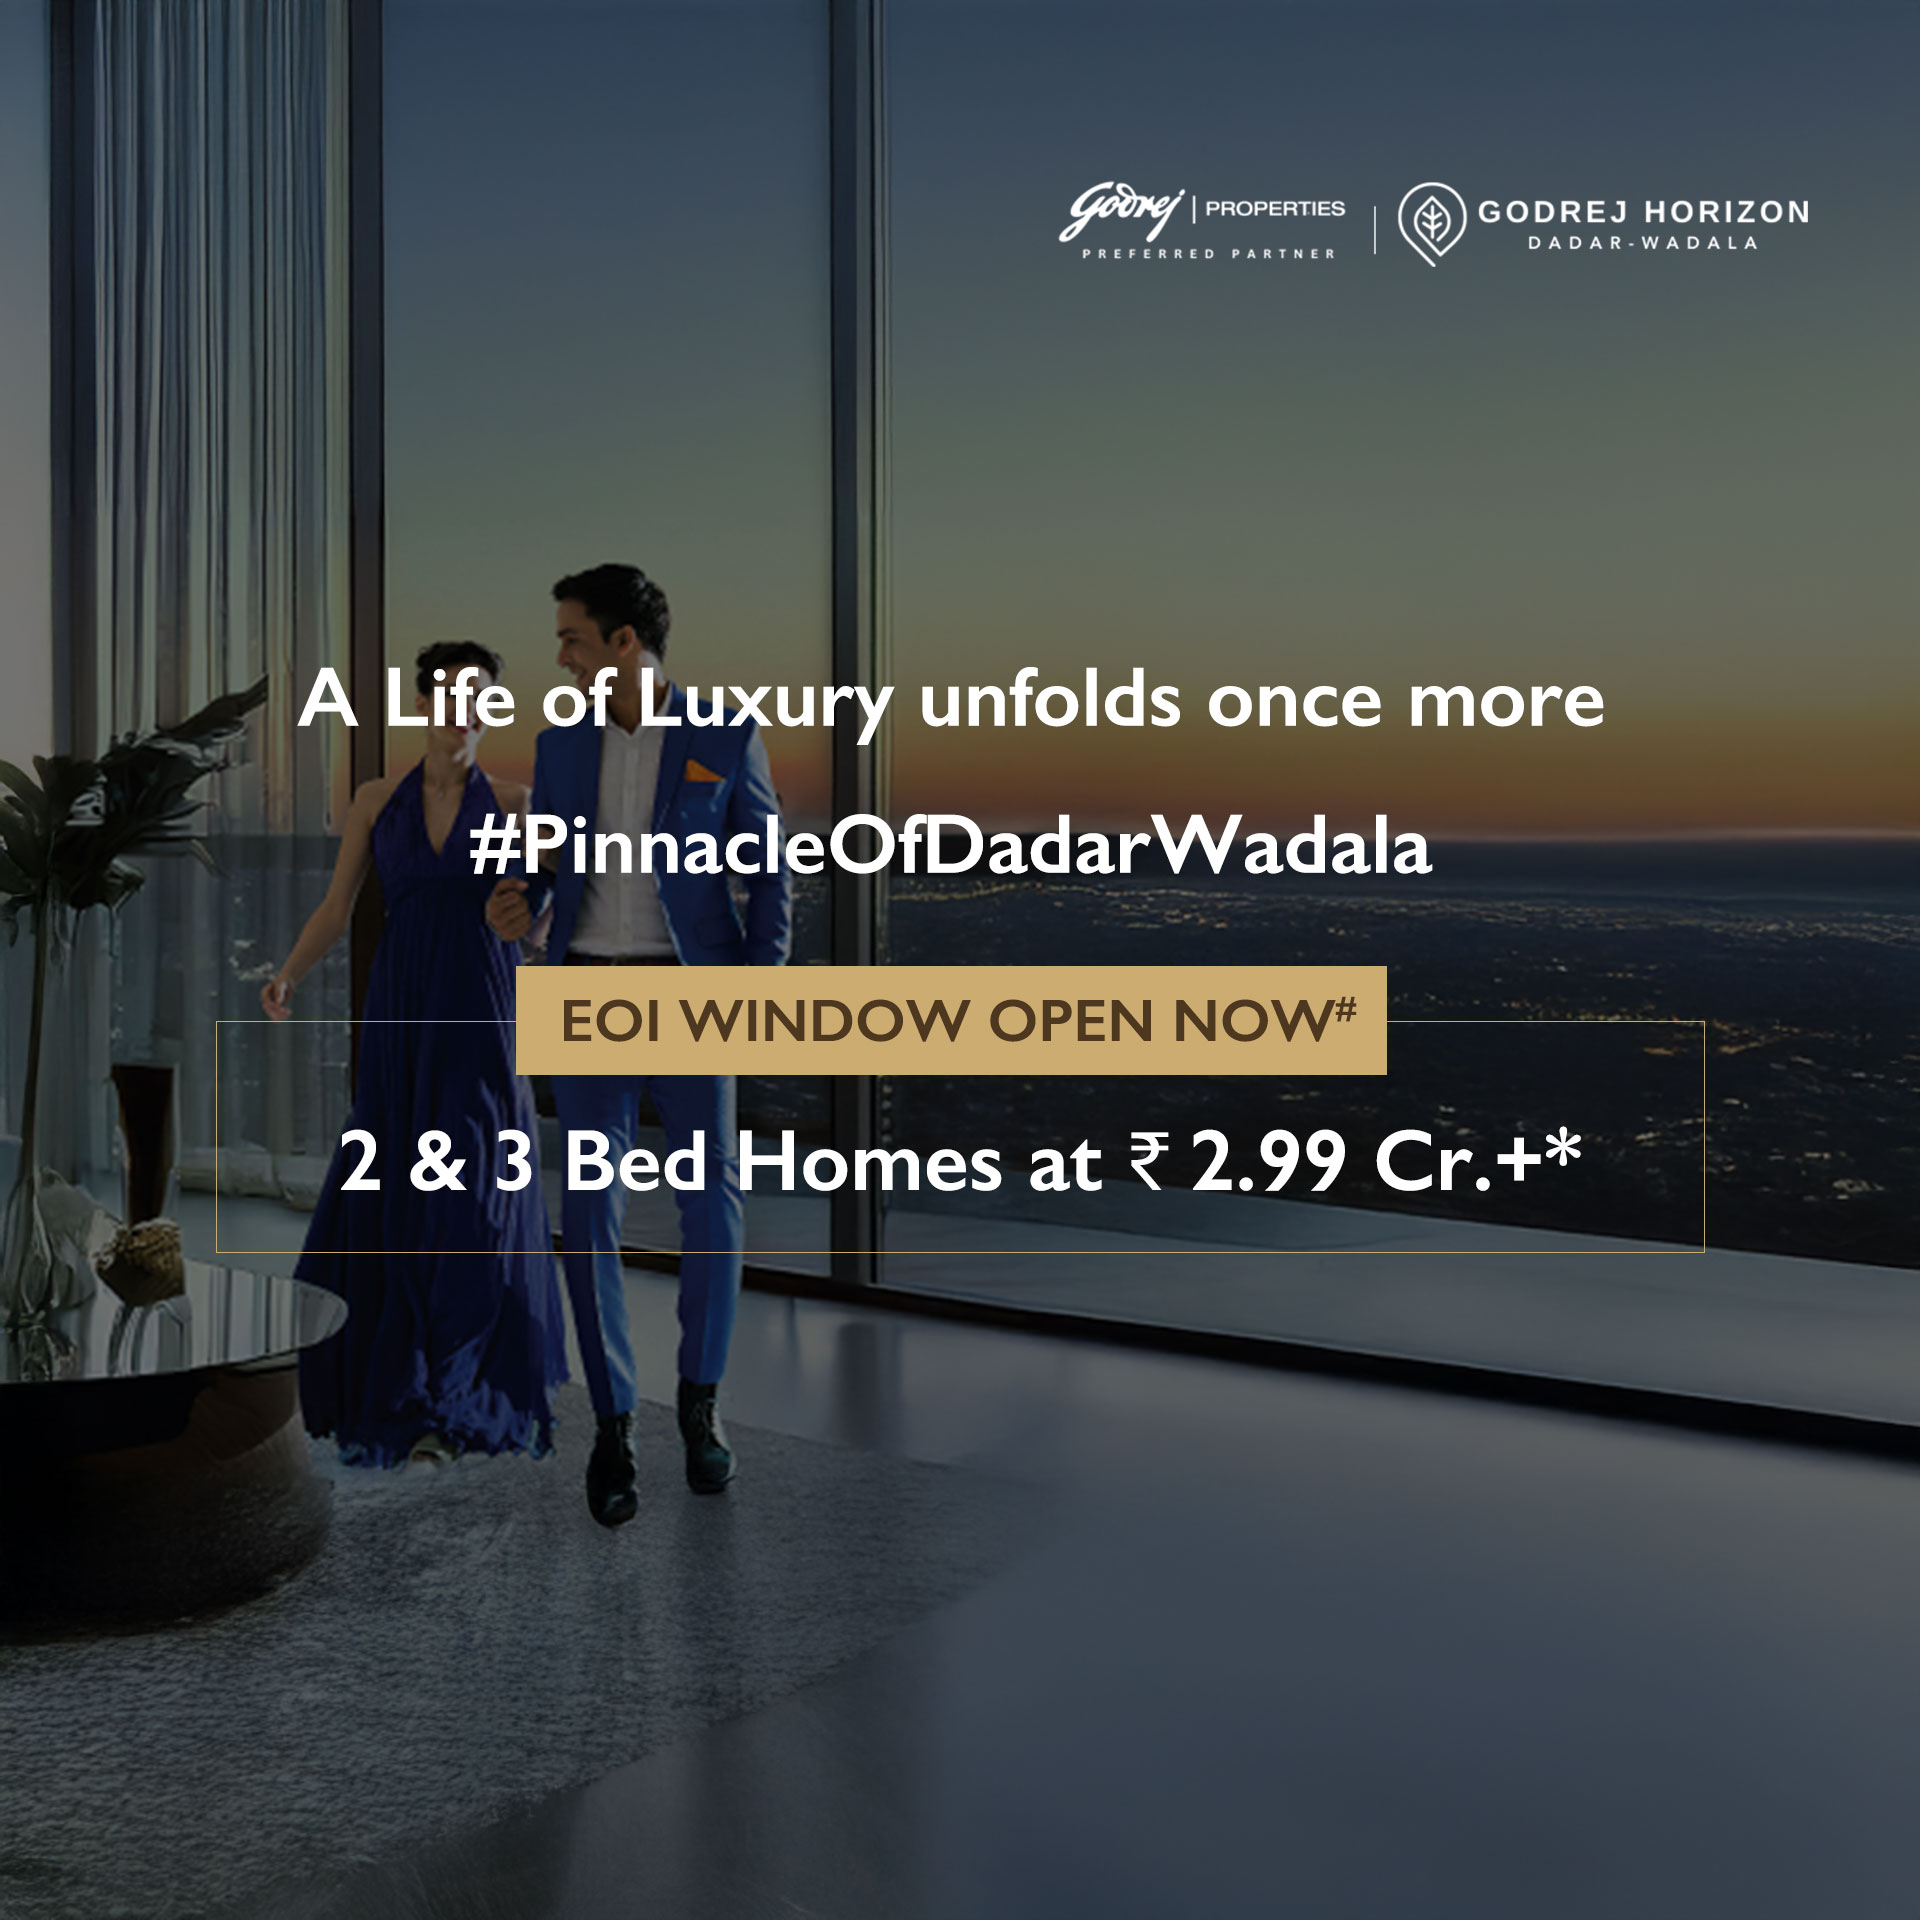 Godrej | PROPERTIES
PREFERRED PARTNER
GODREJ HORIZON
DADAR-WADALA
A Life of Luxury unfolds once more
#PinnacleOfDadarWadala
EOI WINDOW OPEN NOW#
2 & 3 Bed Homes at ₹ 2.99 Cr.+*